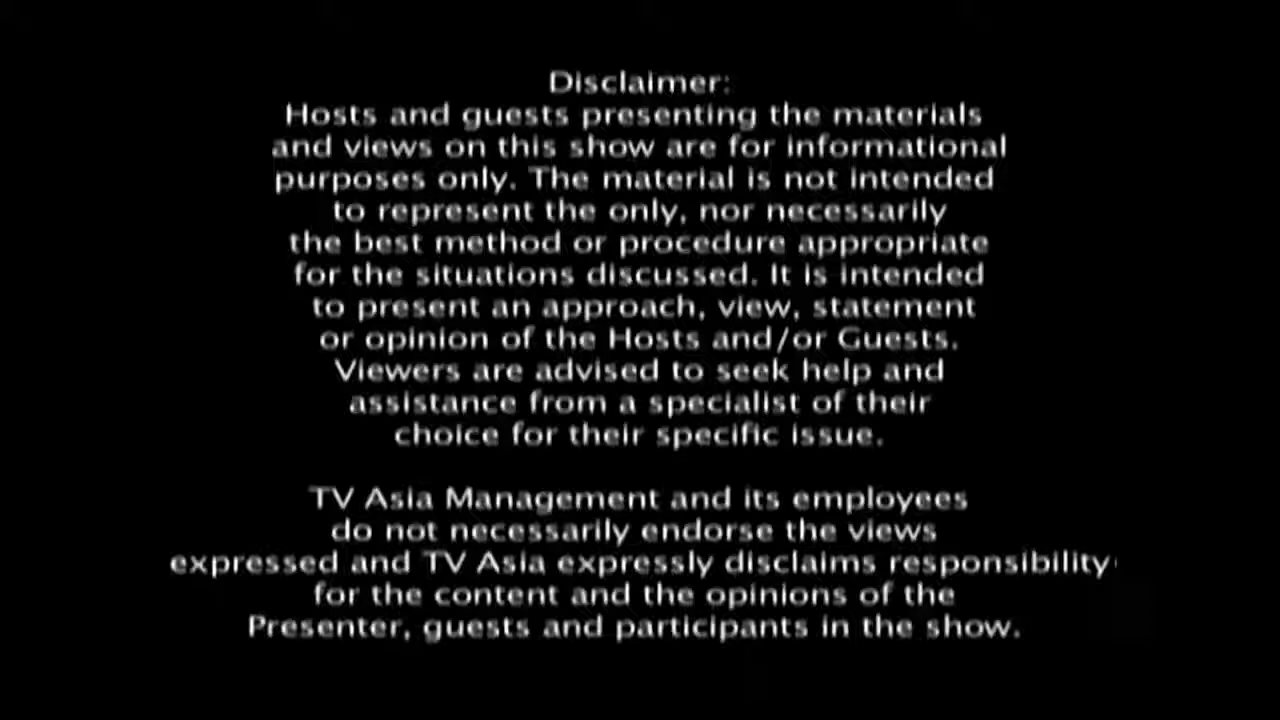 Disclaimer:
Hosts and guests presenting the materials
and views on this show are for informational
purposes only. The material is not intended
to represent the only, nor necessarily
the best method or procedure appropriate
for the situations discussed. It is intended
to present an approach, view, statement
or opinion of the Hosts and/or Guests.
Viewers are advised to seek help and
assistance from a specialist of their
choice for their specific issue.
TV Asia Management and its employees
do not necessarily endorse the views
expressed and TV Asia expressly disclaims responsibility
for the content and the opinions of the
Presenter, guests and participants in the show.